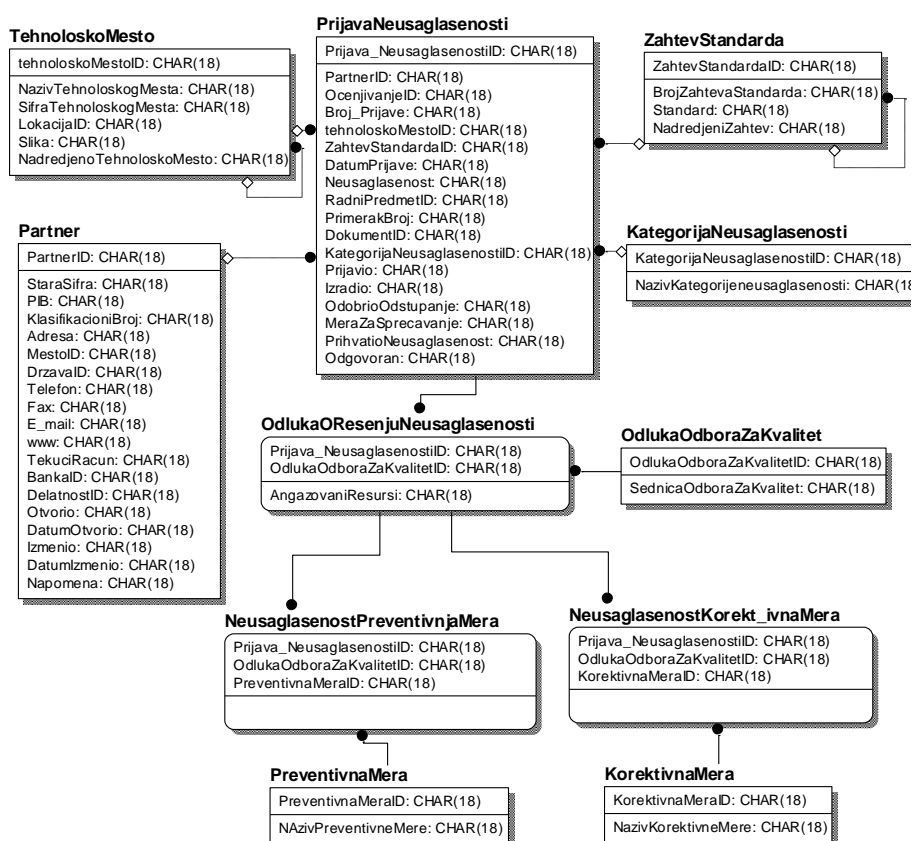 TehnoloskoMesto
tehnoloskoMestoID: CHAR(18)
NazivTehnoloskogMesta: CHAR(18)
SifraTehnoloskogMesta: CHAR(18)
LokacijaID: CHAR(18)
Slika: CHAR(18)
NadredjenoTehnoloskoMesto: CHAR(18)
PrijavaNeusaglasenosti
Prijava_NeusaglasenostiID: CHAR(18)
PartnerID: CHAR(18)
OcenjivanjeID: CHAR(18)
Broj_Prijave: CHAR(18)
tehnoloskoMestoID: CHAR(18)
ZahtevStandardaID: CHAR(18)
DatumPrijave: CHAR(18)
Neusaglasenost: CHAR(18)
RadniPredmetID: CHAR(18)
PrimerakBroj: CHAR(18)
DokumentID: CHAR(18)
KategorijaNeusaglasenostiID: CHAR(18)
Prijavio: CHAR(18)
Izradio: CHAR(18)
OdobrioOdstupanje: CHAR(18)
MeraZaSprecavanje: CHAR(18)
PrihvatioNeusaglasenost: CHAR(18)
Odgovoran: CHAR(18)
ZahtevStandarda
ZahtevStandardaID: CHAR(18)
BrojZahtevaStandarda: CHAR(18)
Standard: CHAR(18)
NadredjeniZahtev: CHAR(18)
Partner
PartnerID: CHAR(18)
StaraSifra: CHAR(18)
PIB: CHAR(18)
KlasifikacioniBroj: CHAR(18)
Adresa: CHAR(18)
MestoID: CHAR(18)
DrzavaID: CHAR(18)
Telefon: CHAR(18)
Fax: CHAR(18)
E_mail: CHAR(18)
www: CHAR(18)
TekuciRacun: CHAR(18)
BankaID: CHAR(18)
DelatnostID: CHAR(18)
Otvorio: CHAR(18)
DatumOtvorio: CHAR(18)
Izmenio: CHAR(18)
DatumIzmenio: CHAR(18)
Napomena: CHAR(18)
KategorijaNeusaglasenosti
KategorijaNeusaglasenostiID: CHAR(18)
NazivKategorijeneusaglasenosti: CHAR(18
OdlukaOResenjuNeusaglasenosti
Prijava_NeusaglasenostiID: CHAR(18)
OdlukaOdboraZaKvalitetID: CHAR(18)
AngazovaniResursi: CHAR(18)
OdlukaOdboraZaKvalitet
OdlukaOdboraZaKvalitetID: CHAR(18)
SednicaOdboraZaKvalitet: CHAR(18)
NeusaglasenostPreventivnjaMera
Prijava_NeusaglasenostiID: CHAR(18)
OdlukaOdboraZaKvalitetID: CHAR(18)
PreventivnaMeraID: CHAR(18)
NeusaglasenostKorekt_ivnaMera
Prijava_NeusaglasenostiID: CHAR(18)
OdlukaOdboraZaKvalitetID: CHAR(18)
KorektivnaMeraID: CHAR(18)
PreventivnaMera
PreventivnaMeraID: CHAR(18)
NAzivPreventivneMere: CHAR(18)
KorektivnaMera
KorektivnaMeraID: CHAR(18)
NazivKorektivneMere: CHAR(18)